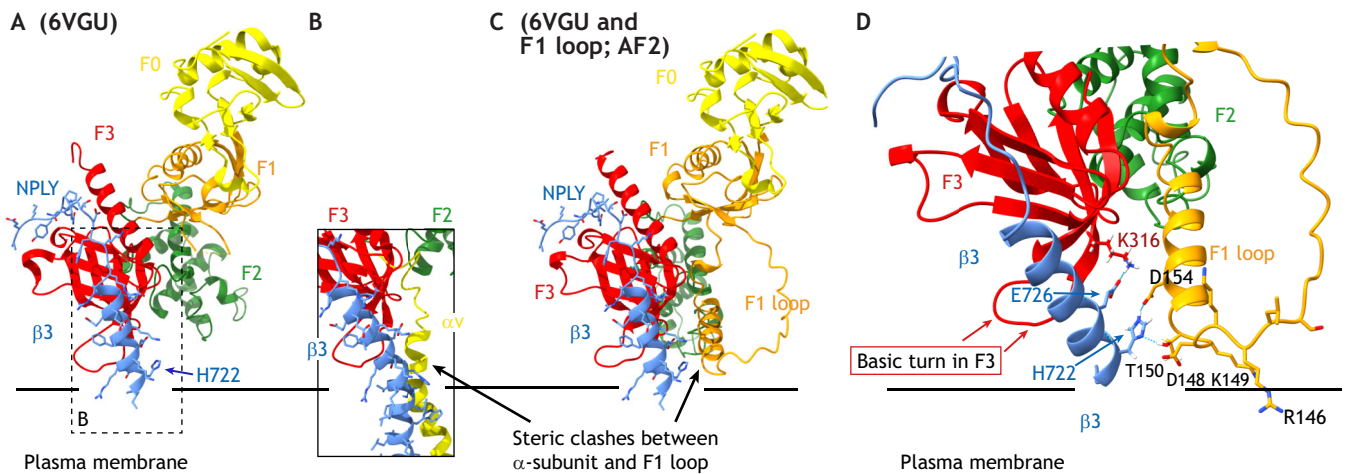 A (6VGU)
F0
F3
NPLY
F1
F2
β3
H722
B
Plasma membrane
B
F3
F2
αv
β3
C (6VGU and
F1 loop; AF2)
F0
F1
NPLY
F3
F1 loop
β3
Steric clashes between
α-subunit and F1 loop
D
F2
F3
K316
β3
F1 loop
D154
E726
Basic turn in F3
H722
T150
D148 K149
R146
β3
Plasma membrane